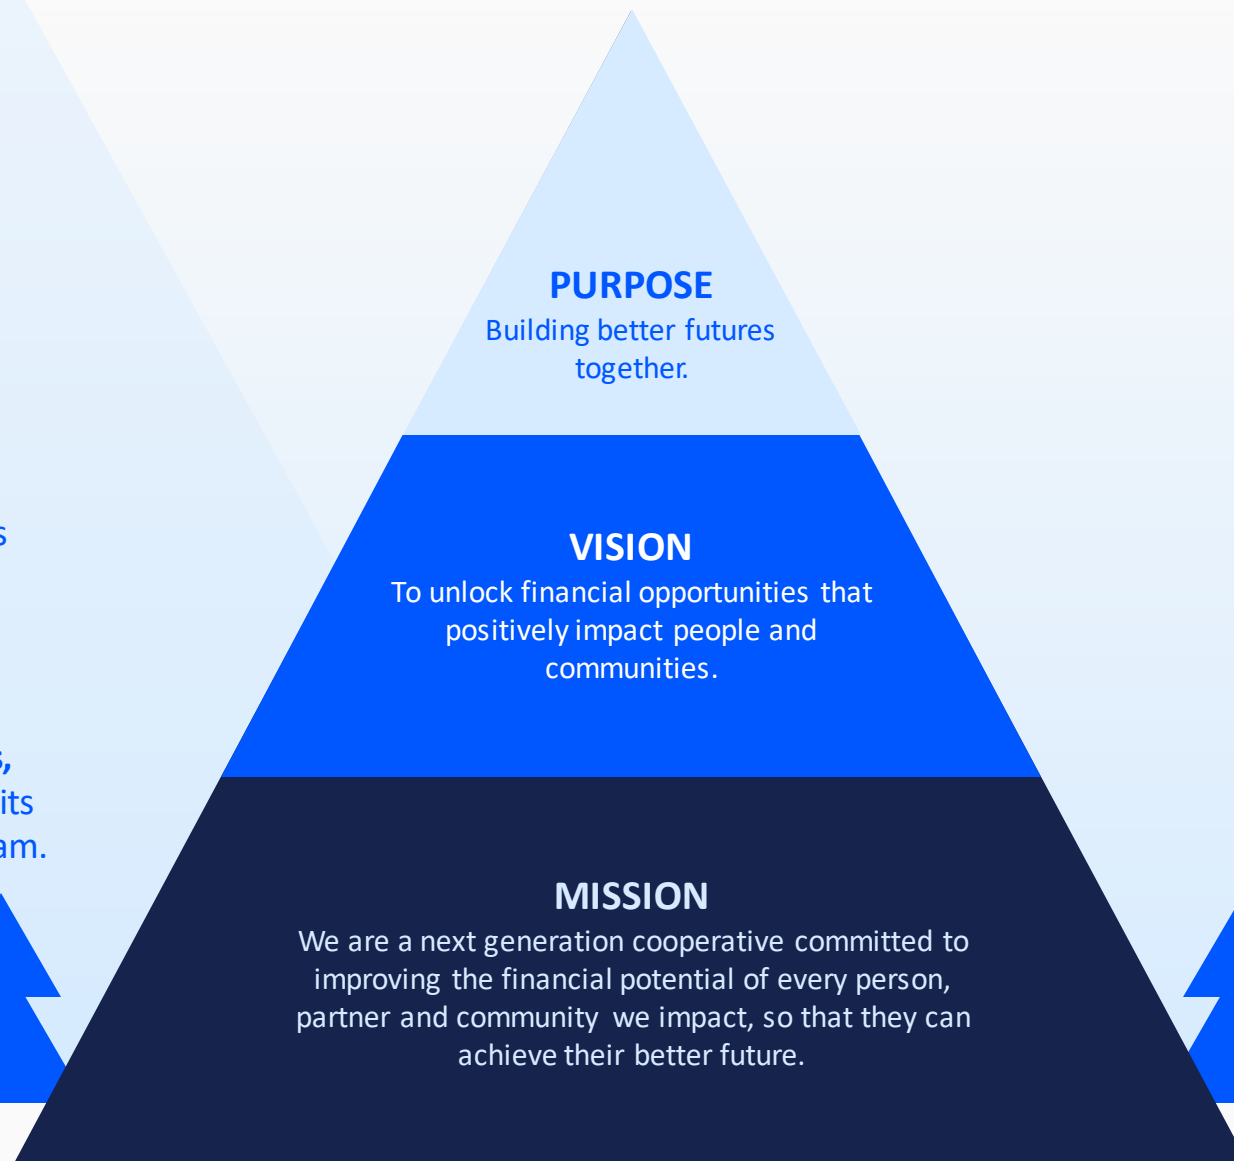 PURPOSE
Building better futures
together.
VISION
To unlock financial opportunities that
positively impact people and
communities.
MISSION
We are a next generation cooperative committed to
improving the financial potential of every person,
partner and community we impact, so that they can
achieve their better future.